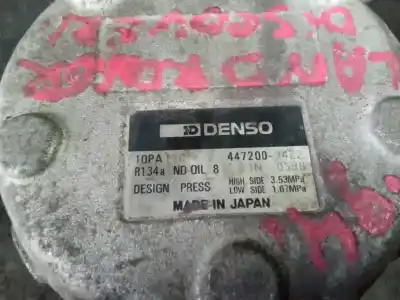 LAND ROVER
DISCOVERY
DENSO
10PA 447200-
R134a ND-OIL 8
DESIGN PRESS HIGH SIDE 3.53MPa
LOW SIDE 1.67MPa
MADE IN JAPAN